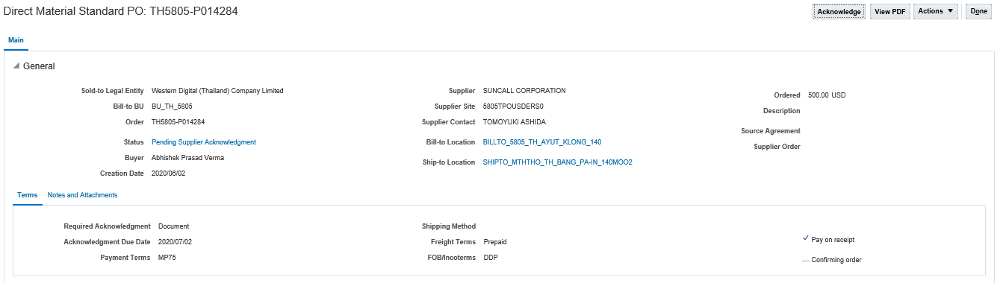 Direct Material Standard PO: TH5805-P014284
Acknowledge View PDF Actions Done
Main
General
Sold-to Legal Entity Western Digital (Thailand) Company Limited
Bill-to BU BU_TH_5805
Order TH5805-P014284
Status Pending Supplier Acknowledgment
Buyer Abhishek Prasad Verma
Creation Date 2020/06/02
Supplier SUNCALL CORPORATION
Supplier Site 5805TPOUSDERS0
Supplier Contact TOMOYUKI ASHIDA
Bill-to Location BILLTO_5805_TH_AYUT_KLONG_140
Ship-to Location SHIPTO_MTHTHO_TH_BANG_PA-IN_140MOO2
Ordered 500.00 USD
Description
Source Agreement
Supplier Order
Terms Notes and Attachments
Required Acknowledgment Document
Acknowledgment Due Date 2020/07/02
Payment Terms MP75
Shipping Method
Freight Terms Prepaid
FOB/Incoterms DDP
Pay on receipt
Confirming order